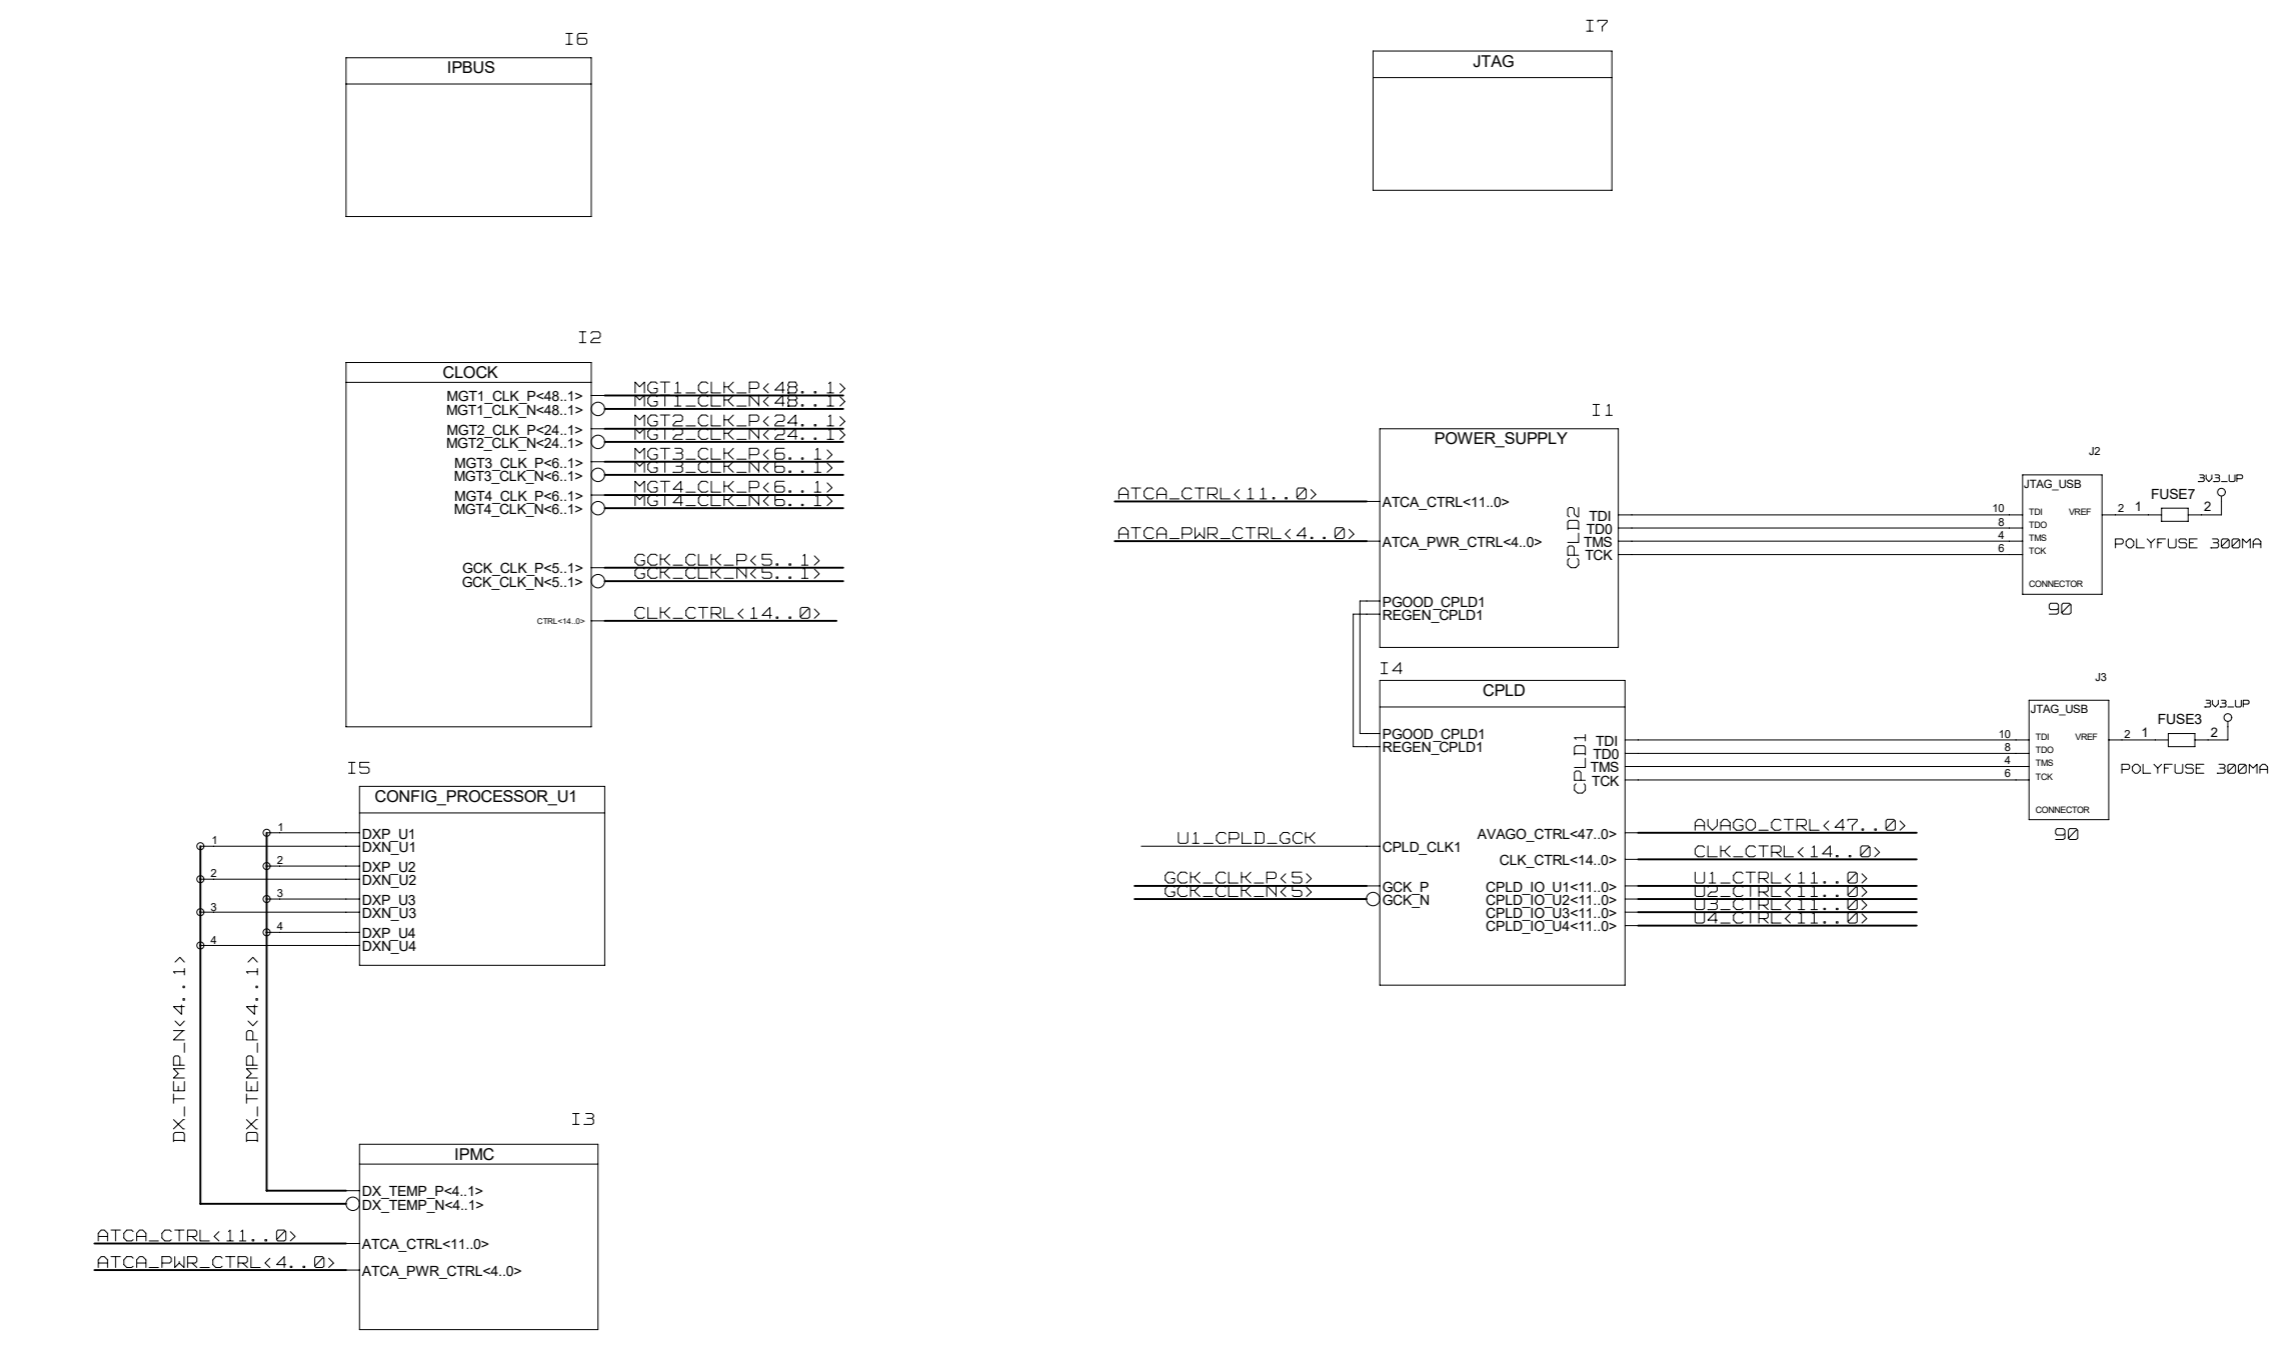 I6
IPBUS
I7
JTAG
I2
CLOCK
MGT1_CLK_P<48..1> MGT1_CLK_P<48..1>
MGT1_CLK_N<48..1> MGT1_CLK_N<48..1>
MGT2_CLK_P<24..1> MGT2_CLK_P<24..1>
MGT2_CLK_N<24..1> MGT2_CLK_N<24..1>
MGT3_CLK_P<6..1> MGT3_CLK_P<6..1>
MGT3_CLK_N<6..1> MGT3_CLK_N<6..1>
MGT4_CLK_P<6..1> MGT4_CLK_P<6..1>
MGT4_CLK_N<6..1> MGT4_CLK_N<6..1>
GCK_CLK_P<5..1> GCK_CLK_P<5..1>
GCK_CLK_N<5..1> GCK_CLK_N<5..1>
CTRL<14..0> CLK_CTRL<14..0>
I5
CONFIG_PROCESSOR_U1
1 DXP_U1
1 DXN_U1
2 DXP_U2
2 DXN_U2
3 DXP_U3
3 DXN_U3
4 DXP_U4
4 DXN_U4
DX_TEMP_N<4..1>
DX_TEMP_P<4..1>
I3
IPMC
DX_TEMP_P<4..1>
DX_TEMP_N<4..1>
ATCA_CTRL<11..0> ATCA_CTRL<11..0>
ATCA_PWR_CTRL<4..0> ATCA_PWR_CTRL<4..0>
I1
POWER_SUPPLY
ATCA_CTRL<11..0> ATCA_CTRL<11..0>
ATCA_PWR_CTRL<4..0> ATCA_PWR_CTRL<4..0>
PGOOD_CPLD1
REGEN_CPLD1
CPLD2
TDI
TD0
TMS
TCK
J2
JTAG_USB
10 TDI VREF 2 1 FUSE7 2 3V3_UP
8 TDO
4 TMS
6 TCK
POLYFUSE 300MA
CONNECTOR
90
I4
CPLD
PGOOD_CPLD1
REGEN_CPLD1
CPLD1
TDI
TD0
TMS
TCK
J3
JTAG_USB
10 TDI VREF 2 1 FUSE3 2 3V3_UP
8 TDO
4 TMS
6 TCK
POLYFUSE 300MA
CONNECTOR
90
U1_CPLD_GCK CPLD_CLK1
GCK_CLK_P<5> GCK_P
GCK_CLK_N<5> GCK_N
AVAGO_CTRL<47..0> AVAGO_CTRL<47..0>
CLK_CTRL<14..0> CLK_CTRL<14..0>
CPLD_IO_U1<11..0> U1_CTRL<11..0>
CPLD_IO_U2<11..0> U2_CTRL<11..0>
CPLD_IO_U3<11..0> U3_CTRL<11..0>
CPLD_IO_U4<11..0> U4_CTRL<11..0>